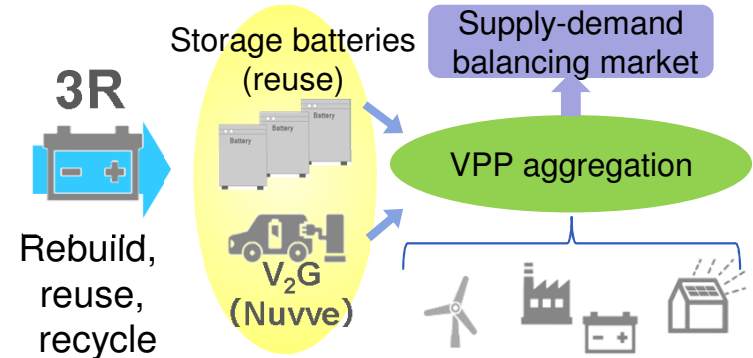 3R
Rebuild,
reuse,
recycle
Storage batteries
(reuse)
Battery
Battery
Battery
V₂G
(Nuvve)
Supply-demand
balancing market
VPP aggregation